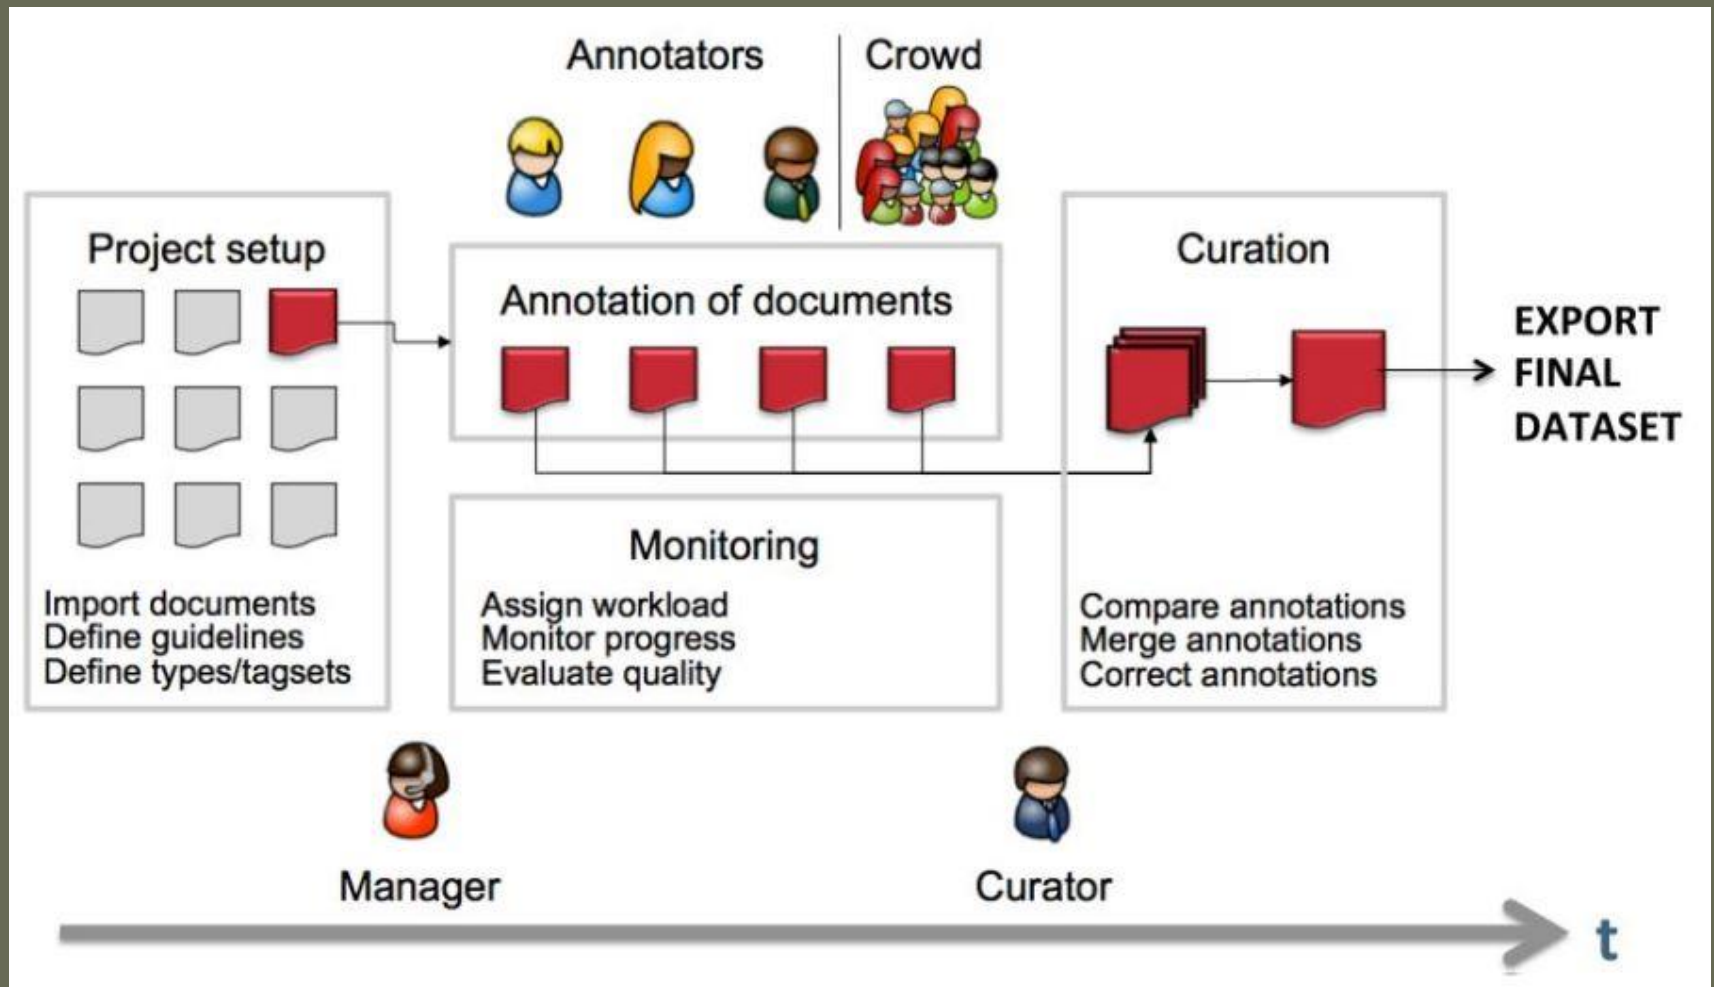 Annotators
Crowd
Project setup
Annotation of documents
Curation
EXPORT
FINAL
DATASET
Import documents
Define guidelines
Define types/tagsets
Monitoring
Assign workload
Monitor progress
Evaluate quality
Compare annotations
Merge annotations
Correct annotations
Manager
Curator
t